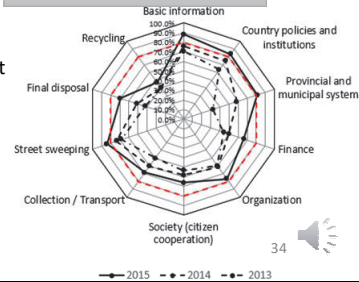 Basic information
100.0%
90.0%
80.0%
70.0%
60.0%
50.0%
40.0%
30.0%
20.0%
10.0%
0.0%
Country policies and
institutions
Provincial and
municipal system
Finance
Organization
Society (citizen
cooperation)
Collection / Transport
Street sweeping
Final disposal
Recycling
t
34
2015 2014 2013